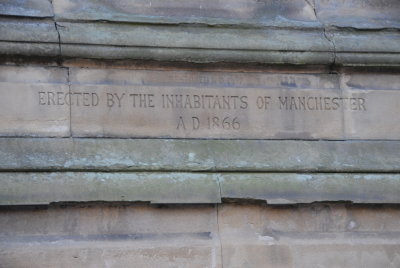 ERECTED BY THE INHABITANTS OF MANCHESTER
A.D. 1866